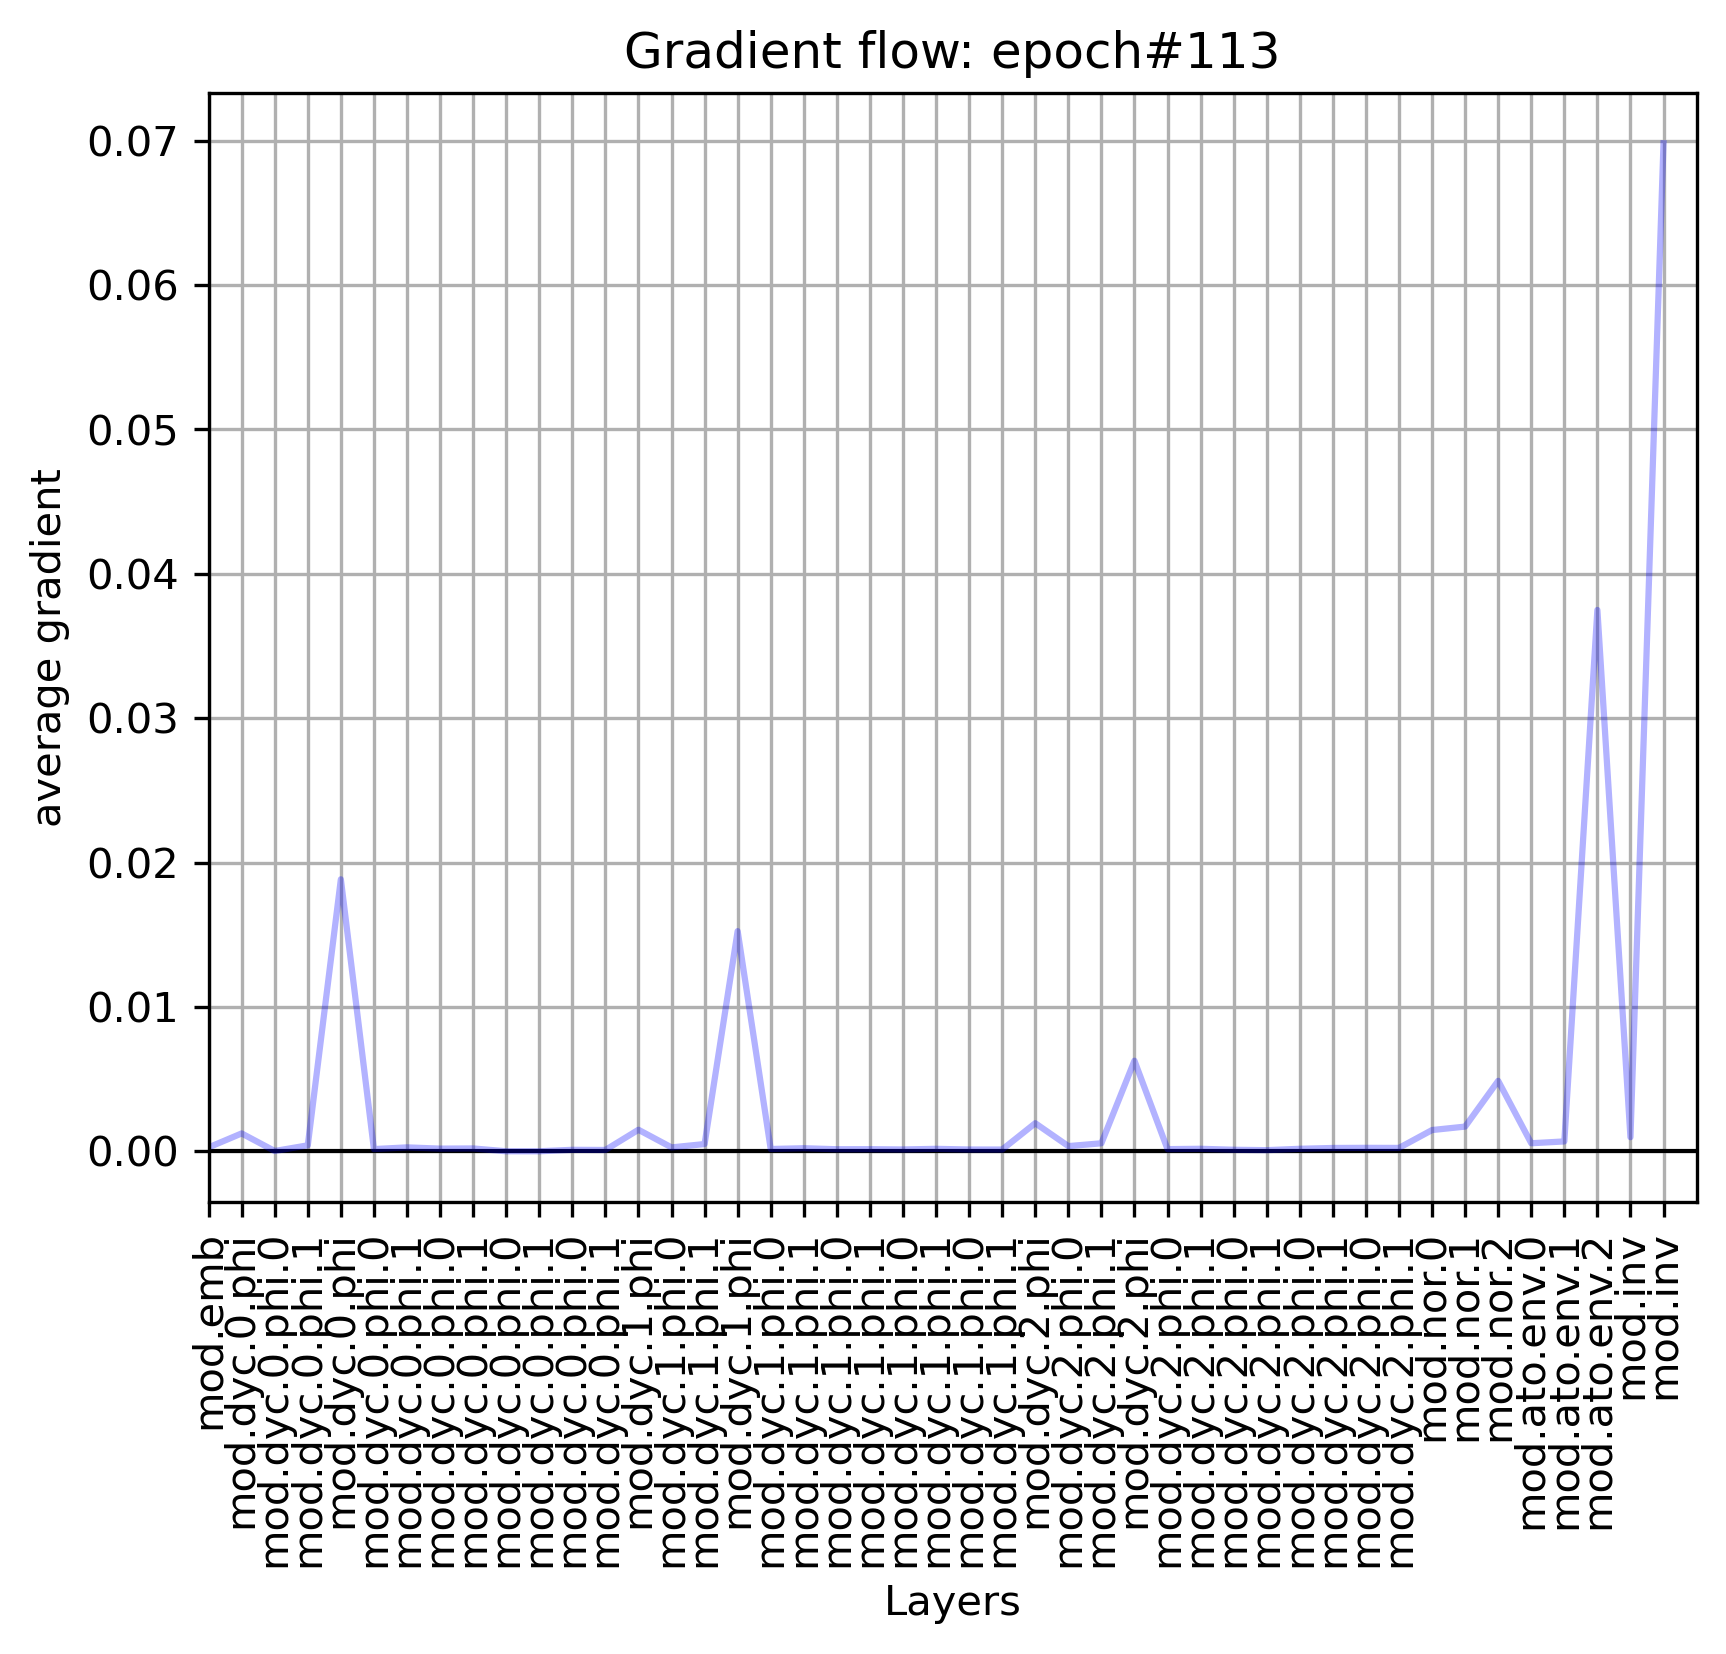 Gradient flow: epoch#113
average gradient
0.07
0.06
0.05
0.04
0.03
0.02
0.01
0.00
mod.emb
mod.dyc.0.phi
mod.dyc.0.phi.0
mod.dyc.0.phi.1
mod.dyc.0.phi
mod.dyc.0.phi.0
mod.dyc.0.phi.1
mod.dyc.0.phi.0
mod.dyc.0.phi.1
mod.dyc.0.phi.0
mod.dyc.0.phi.1
mod.dyc.0.phi.0
mod.dyc.0.phi.1
mod.dyc.1.phi
mod.dyc.1.phi.0
mod.dyc.1.phi.1
mod.dyc.1.phi
mod.dyc.1.phi.0
mod.dyc.1.phi.1
mod.dyc.1.phi.0
mod.dyc.1.phi.1
mod.dyc.1.phi.0
mod.dyc.1.phi.1
mod.dyc.1.phi.0
mod.dyc.1.phi.1
mod.dyc.2.phi
mod.dyc.2.phi.0
mod.dyc.2.phi.1
mod.dyc.2.phi
mod.dyc.2.phi.0
mod.dyc.2.phi.1
mod.dyc.2.phi.0
mod.dyc.2.phi.1
mod.dyc.2.phi.0
mod.dyc.2.phi.1
mod.dyc.2.phi.0
mod.dyc.2.phi.1
mod.nor.0
mod.nor.1
mod.nor.2
mod.ato.env.0
mod.ato.env.1
mod.ato.env.2
mod.inv
mod.inv
Layers